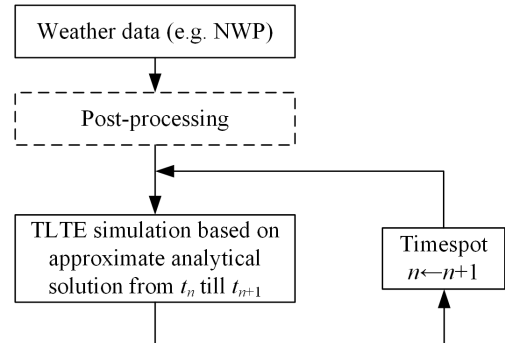 Weather data (e.g. NWP)
Post-processing
TLTE simulation based on
approximate analytical
solution from tₙ till tₙ₊₁
Timespot
n←n+1